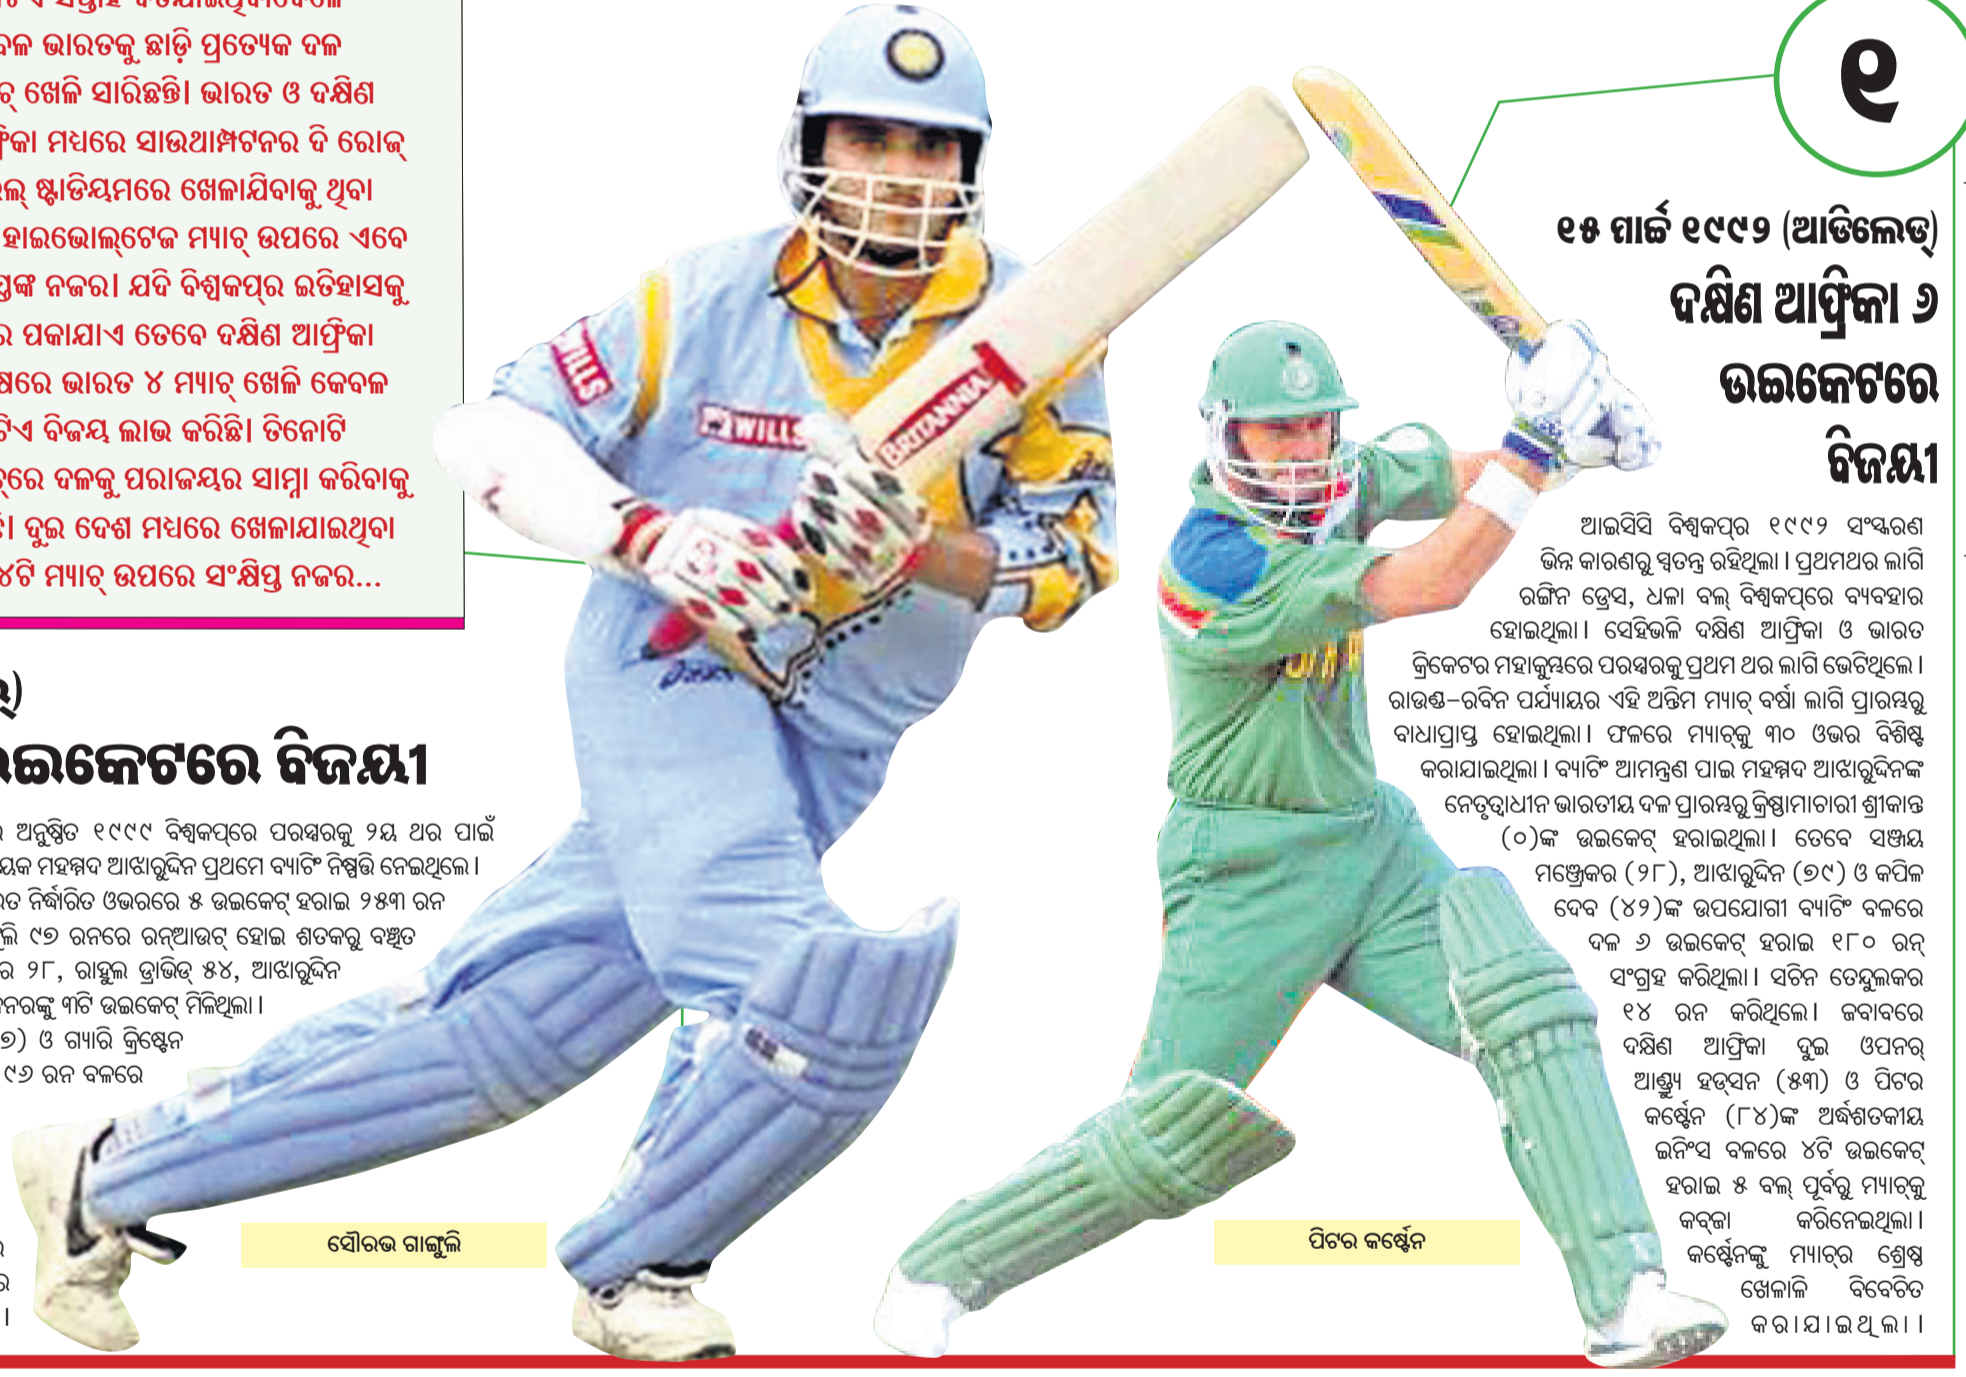 ଭାରତକୁ ଛାଡ଼ି ପ୍ରତ୍ୟେକ ଦଳ
ଖେଳି ସାରିଛନ୍ତି। ଭାରତ ଓ ଦକ୍ଷିଣ
ମଧ୍ୟରେ ସାଉଥାମ୍ପଟନର ଦି ରୋଜ୍
ଷ୍ଟାଡିୟମରେ ଖେଳାଯିବାକୁ ଥିବା
ହାଇଭୋଲ୍‌ଟେଜ ମ୍ୟାଚ୍ ଉପରେ ଏବେ
ନଜର। ଯଦି ବିଶ୍ୱକପ୍‌ର ଇତିହାସକୁ
ପକାଯାଏ ତେବେ ଦକ୍ଷିଣ ଆଫ୍ରିକା
ଭାରତ ୪ ମ୍ୟାଚ୍ ଖେଳି କେବଳ
ବିଜୟ ଲାଭ କରିଛି। ତିନୋଟି
ଦଳକୁ ପରାଜୟର ସାମ୍ନା କରିବାକୁ
ଦୁଇ ଦେଶ ମଧ୍ୟରେ ଖେଳାଯାଇଥିବା
୪ଟି ମ୍ୟାଚ୍ ଉପରେ ସଂକ୍ଷିପ୍ତ ନଜର...
ଉଇକେଟରେ ବିଜୟୀ
ଅନୁଷ୍ଠିତ ୧୯୯୯ ବିଶ୍ୱକପ୍‌ରେ ପରସ୍ପରକୁ ୨ୟ ଥର ପାଇଁ
ମହମ୍ମଦ ଆଝାରୁଦ୍ଦିନ ପ୍ରଥମେ ବ୍ୟାଟିଂ ନିଷ୍ପତ୍ତି ନେଇଥିଲେ।
ନିର୍ଦ୍ଧାରିତ ଓଭରରେ ୫ ଉଇକେଟ୍ ହରାଇ ୨୫୩ ରନ
୯୭ ରନରେ ରନ୍‌ଆଉଟ୍ ହୋଇ ଶତକରୁ ବଞ୍ଚିତ
୨୮, ରାହୁଲ ଡ୍ରାଭିଡ୍ ୫୪, ଆଝାରୁଦ୍ଦିନ
୩ଟି ଉଇକେଟ୍ ମିଳିଥିଲା।
ଓ ଗ୍ୟାରି କ୍ରିଷ୍ଟେନ
୯୬ ରନ ବଳରେ
WILLS
WILLS
BRITANNIA
ସୌରଭ ଗାଙ୍ଗୁଲି
ପିଟର କର୍ଷ୍ଟେନ
୧
୧୫ ମାର୍ଚ୍ଚ ୧୯୯୨ (ଆଡିଲେଡ୍)
ଦକ୍ଷିଣ ଆଫ୍ରିକା ୬
ଉଇକେଟରେ
ବିଜୟୀ
ଆଇସିସି ବିଶ୍ୱକପ୍‌ର ୧୯୯୨ ସଂସ୍କରଣ
ଭିନ୍ନ କାରଣରୁ ସ୍ୱତନ୍ତ୍ର ରହିଥିଲା। ପ୍ରଥମଥର ଲାଗି
ରଙ୍ଗିନ ଡ୍ରେସ, ଧଳା ବଲ୍ ବିଶ୍ୱକପ୍‌ରେ ବ୍ୟବହାର
ହୋଇଥିଲା। ସେହିଭଳି ଦକ୍ଷିଣ ଆଫ୍ରିକା ଓ ଭାରତ
କ୍ରିକେଟର ମହାକୁମ୍ଭରେ ପରସ୍ପରକୁ ପ୍ରଥମ ଥର ଲାଗି ଭେଟିଥିଲେ।
ରାଉଣ୍ଡ-ରବିନ ପର୍ଯ୍ୟାୟର ଏହି ଅନ୍ତିମ ମ୍ୟାଚ୍ ବର୍ଷା ଲାଗି ପ୍ରାରମ୍ଭରୁ
ବାଧାପ୍ରାପ୍ତ ହୋଇଥିଲା। ଫଳରେ ମ୍ୟାଚ୍‌କୁ ୩୦ ଓଭର ବିଶିଷ୍ଟ
କରାଯାଇଥିଲା। ବ୍ୟାଟିଂ ଆମନ୍ତ୍ରଣ ପାଇ ମହମ୍ମଦ ଆଝାରୁଦ୍ଦିନଙ୍କ
ନେତୃତ୍ୱାଧୀନ ଭାରତୀୟ ଦଳ ପ୍ରାରମ୍ଭରୁ କ୍ରିଷ୍ଣାମାଚାରୀ ଶ୍ରୀକାନ୍ତ
(୦)ଙ୍କ ଉଇକେଟ୍ ହରାଇଥିଲା। ତେବେ ସଞ୍ଜୟ
ମଞ୍ଜ୍ରେକର (୨୮), ଆଝାରୁଦ୍ଦିନ (୭୯) ଓ କପିଳ
ଦେବ (୪୨)ଙ୍କ ଉପଯୋଗୀ ବ୍ୟାଟିଂ ବଳରେ
ଦଳ ୬ ଉଇକେଟ୍ ହରାଇ ୧୮୦ ରନ୍
ସଂଗ୍ରହ କରିଥିଲା। ସଚିନ ତେନ୍ଦୁଲକର
୧୪ ରନ କରିଥିଲେ। ଜବାବରେ
ଦକ୍ଷିଣ ଆଫ୍ରିକା ଦୁଇ ଓପନର୍
ଆଣ୍ଡ୍ର୍ୟୁ ହଡ୍‌ସନ (୫୩) ଓ ପିଟର
କର୍ଷ୍ଟେନ (୮୪)ଙ୍କ ଅର୍ଦ୍ଧଶତକୀୟ
ଇନିଂସ ବଳରେ ୪ଟି ଉଇକେଟ୍
ହରାଇ ୫ ବଲ୍ ପୂର୍ବରୁ ମ୍ୟାଚ୍‌କୁ
କବ୍‌ଜା କରିନେଇଥିଲା।
କର୍ଷ୍ଟେନଙ୍କୁ ମ୍ୟାଚ୍‌ର ଶ୍ରେଷ୍ଠ
ଖେଳାଳି ବିବେଚିତ
କରାଯାଇଥିଲା।